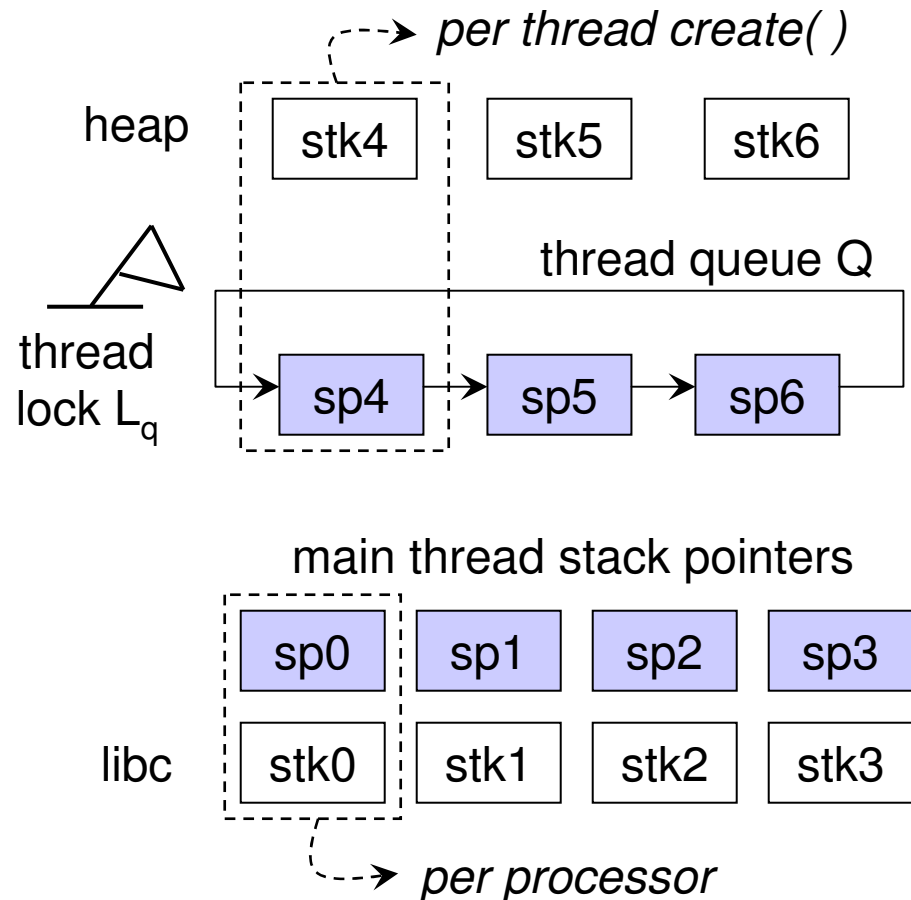 per thread create( )
heap
stk4 stk5 stk6
thread queue Q
thread
lock Lq
sp4 sp5 sp6
main thread stack pointers
sp0 sp1 sp2 sp3
libc
stk0 stk1 stk2 stk3
per processor